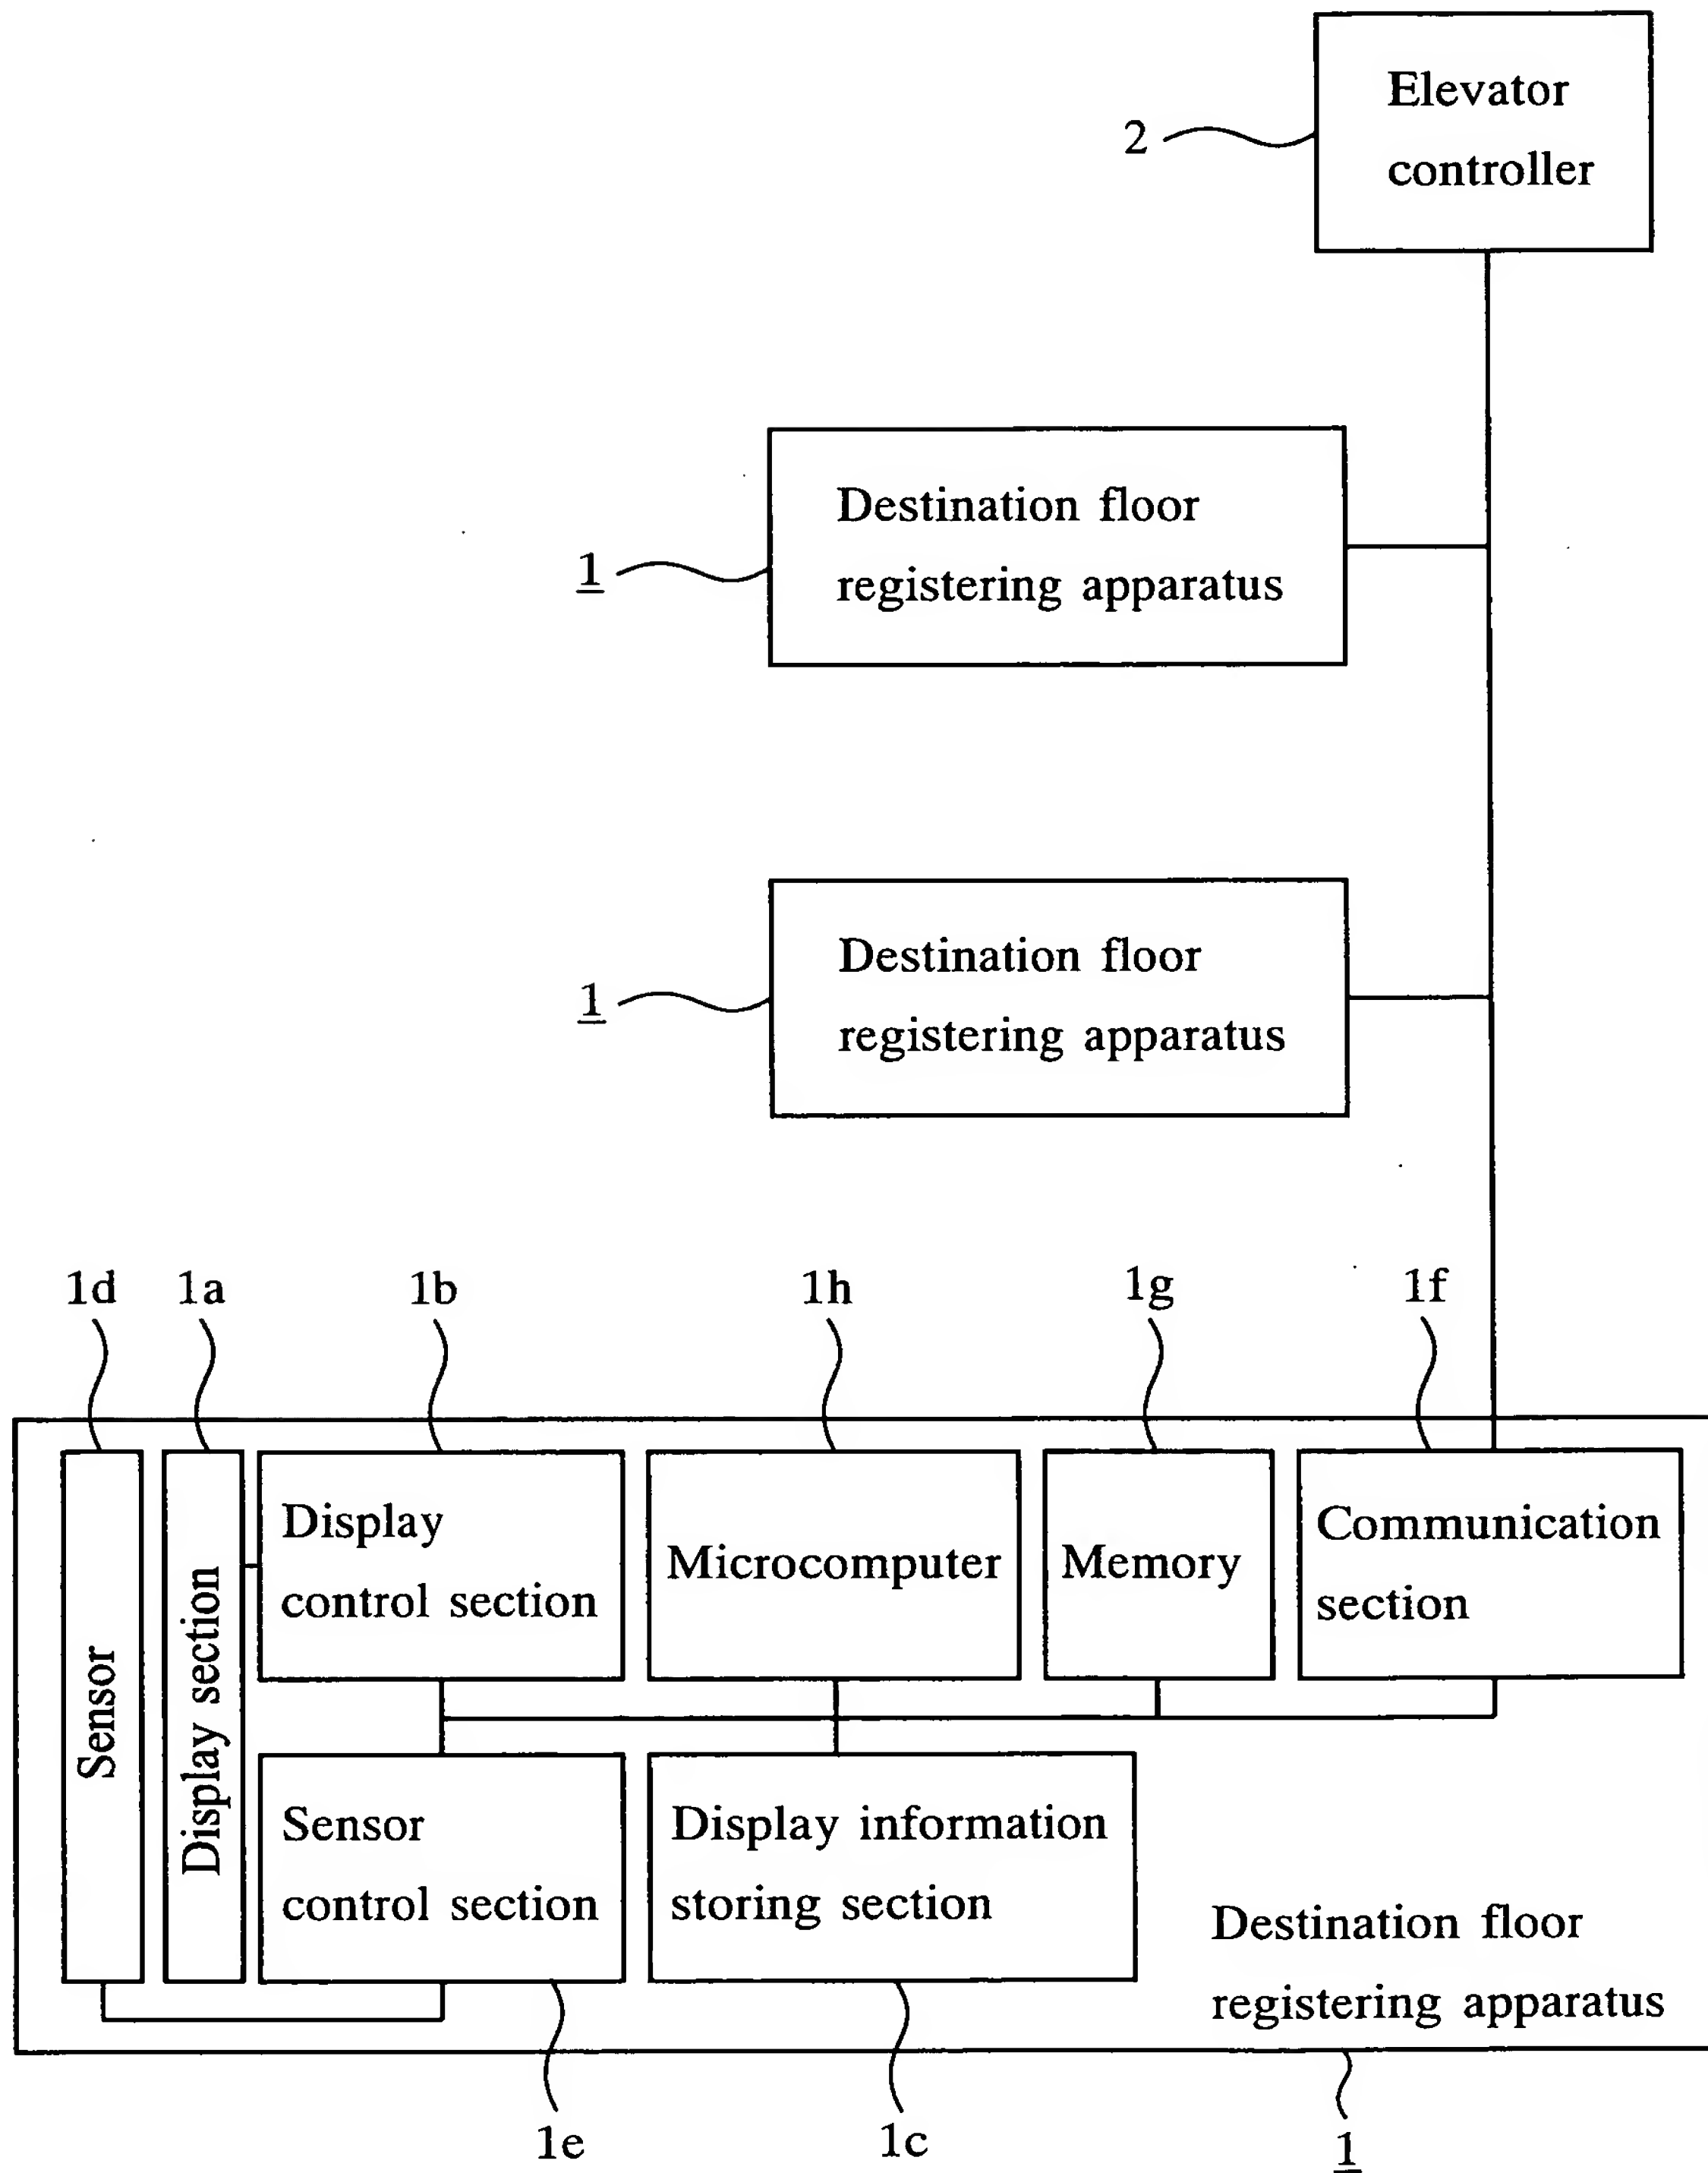 Elevator
controller
2
Destination floor
registering apparatus
1
Destination floor
registering apparatus
1
1d 1a 1b 1h 1g 1f
Sensor
Display section
Display
control section
Microcomputer
Memory
Communication
section
Sensor
control section
Display information
storing section
Destination floor
registering apparatus
1e 1c 1